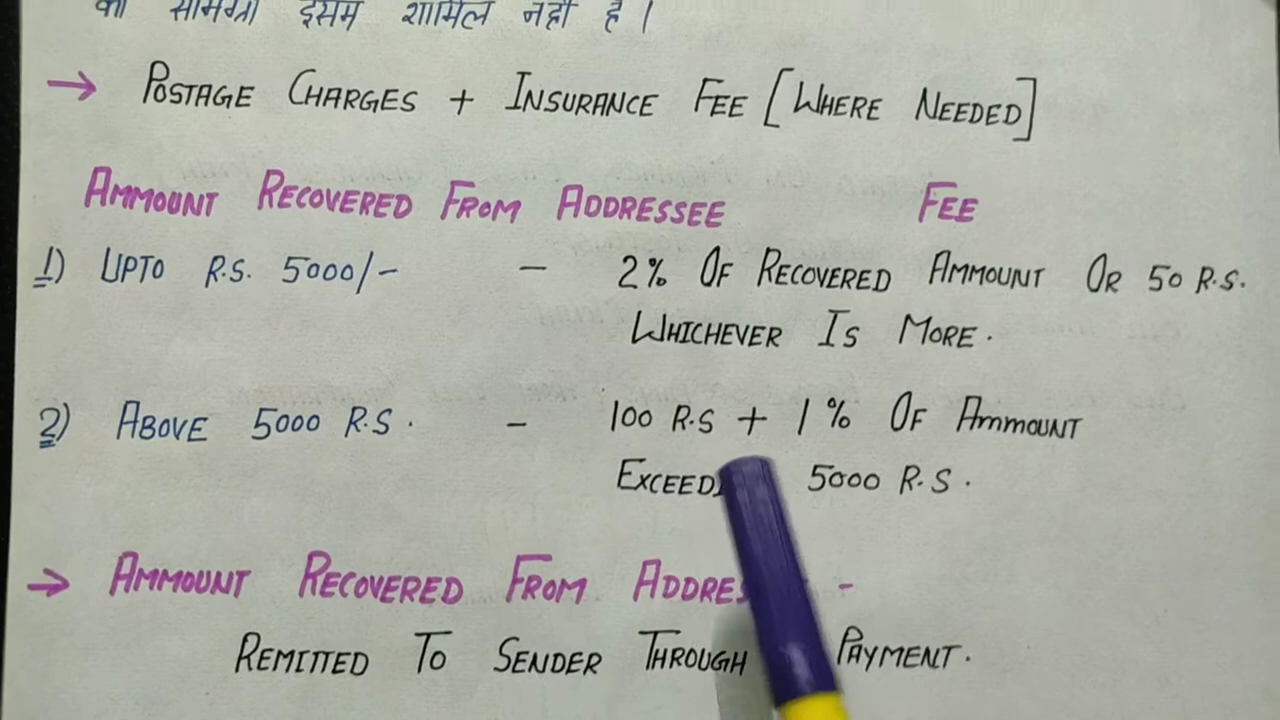 की सामग्री इसमें शामिल नहीं है।
→ POSTAGE CHARGES + INSURANCE FEE [WHERE NEEDED]
AMMOUNT RECOVERED FROM ADDRESSEE FEE
1) UPTO R.S. 5000/- - 2% OF RECOVERED AMMOUNT OR 50 R.S.
WHICHEVER IS MORE.
2) ABOVE 5000 R.S. - 100 R.S + 1% OF AMMOUNT
5000 R.S.
→ AMMOUNT RECOVERED FROM -
REMITTED TO SENDER THROUGH PAYMENT.